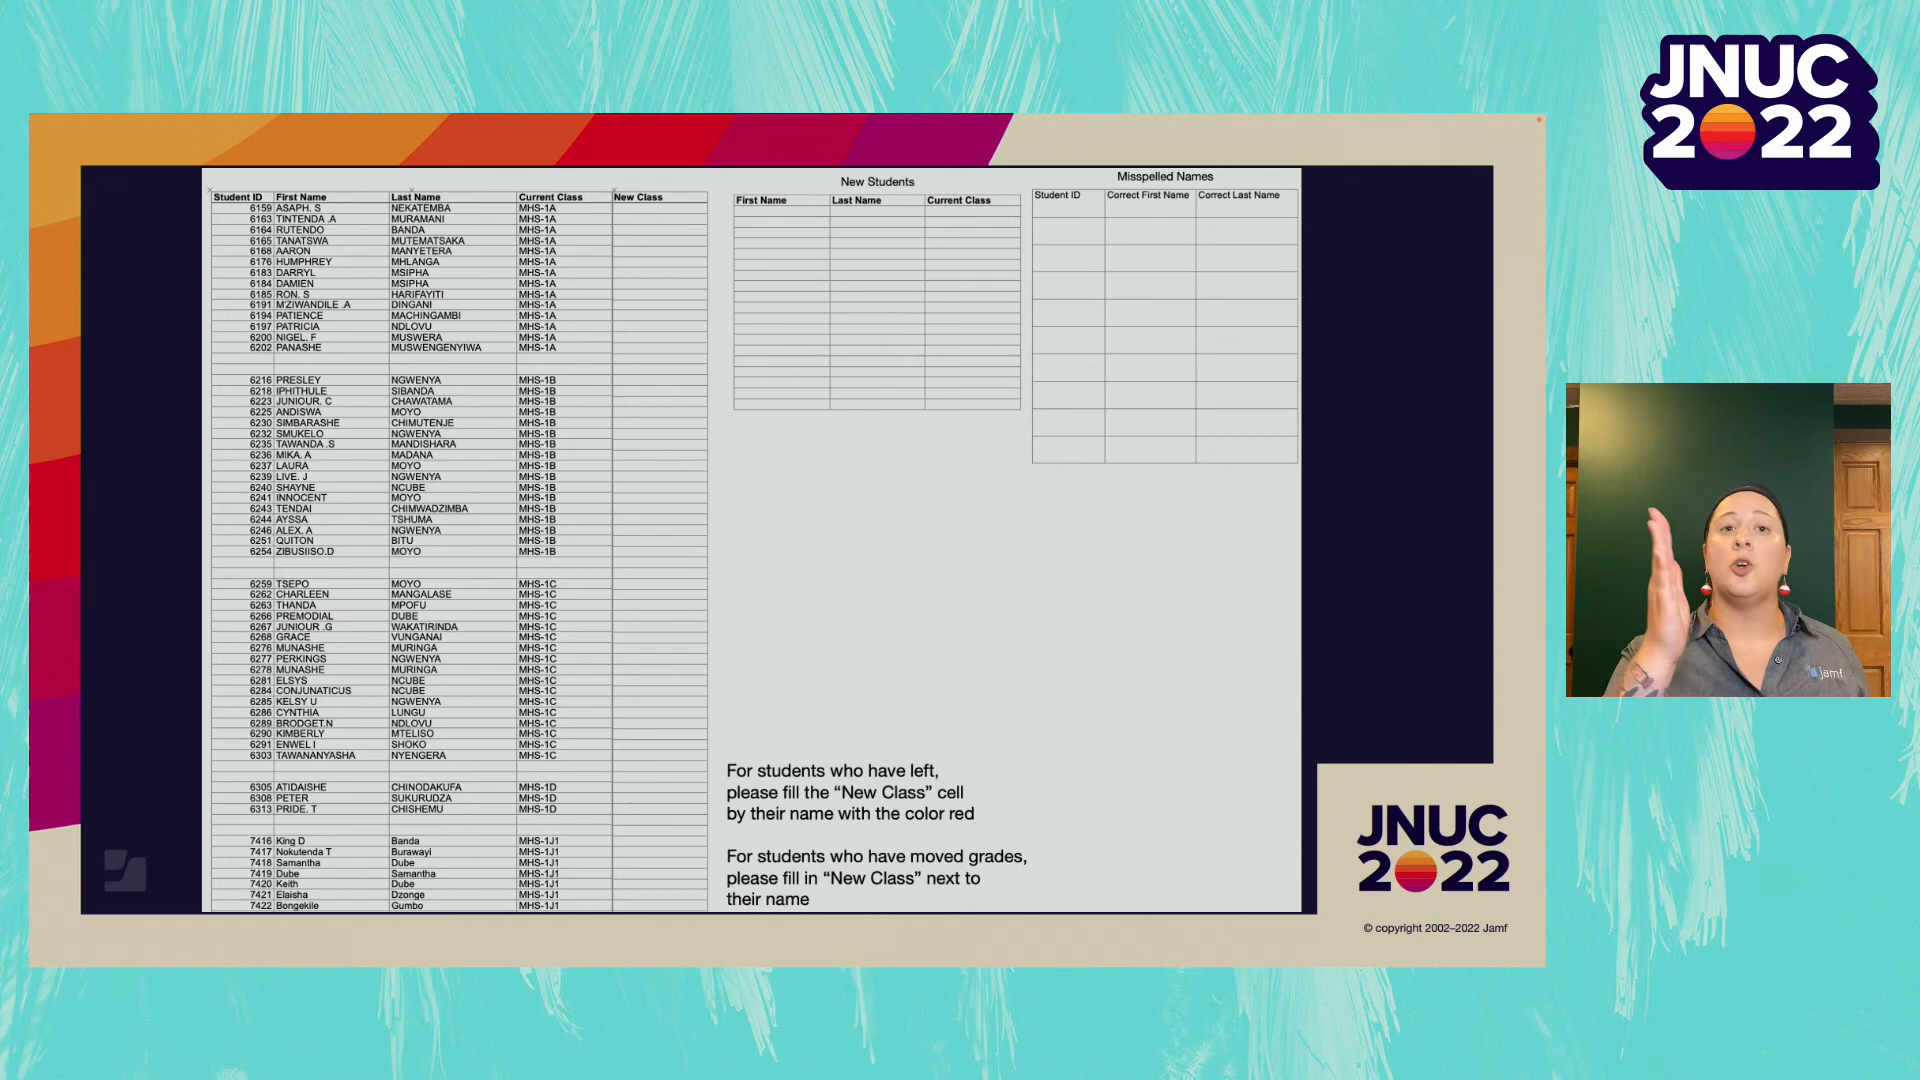 JNUC
2022
Student ID First Name Last Name Current Class New Class
6159 ASAPH. S NEKATEMBA MHS-1A
6163 TINTENDA .A MURAMANI MHS-1A
6164 RUTENDO BANDA MHS-1A
6165 TANATSWA MUTEMATSAKA MHS-1A
6168 AARON MANYETERA MHS-1A
6176 HUMPHREY MHLANGA MHS-1A
6183 DARRYL MSIPHA MHS-1A
6184 DAMIEN MSIPHA MHS-1A
6185 RON. S HARIFAYITI MHS-1A
6191 M'ZIWANDILE .A DINGANI MHS-1A
6194 PATIENCE MACHINGAMBI MHS-1A
6197 PATRICIA NDLOVU MHS-1A
6200 NIGEL. F MUSWERA MHS-1A
6202 PANASHE MUSWENGENYIWA MHS-1A
6216 PRESLEY NGWENYA MHS-1B
6218 IPHITHULE SIBANDA MHS-1B
6223 JUNIOUR. C CHAWATAMA MHS-1B
6225 ANDISWA MOYO MHS-1B
6230 SIMBARASHE CHIMUTENJE MHS-1B
6232 SMUKELO NGWENYA MHS-1B
6235 TAWANDA .S MANDISHARA MHS-1B
6236 MIKA. A MADANA MHS-1B
6237 LAURA MOYO MHS-1B
6239 LIVE. J NGWENYA MHS-1B
6240 SHAYNE NCUBE MHS-1B
6241 INNOCENT MOYO MHS-1B
6243 TENDAI CHIMWADZIMBA MHS-1B
6244 AYSSA TSHUMA MHS-1B
6246 ALEX. A NGWENYA MHS-1B
6251 QUITON BITU MHS-1B
6254 ZIBUSIISO.D MOYO MHS-1B
6259 TSEPO MOYO MHS-1C
6262 CHARLEEN MANGALASE MHS-1C
6263 THANDA MPOFU MHS-1C
6266 PREMODIAL DUBE MHS-1C
6267 JUNIOUR .G WAKATIRINDA MHS-1C
6268 GRACE VUNGANAI MHS-1C
6276 MUNASHE MURINGA MHS-1C
6277 PERKINGS NGWENYA MHS-1C
6278 MUNASHE MURINGA MHS-1C
6281 ELSYS NCUBE MHS-1C
6284 CONJUNATICUS NCUBE MHS-1C
6285 KELSY U NGWENYA MHS-1C
6286 CYNTHIA LUNGU MHS-1C
6289 BRODGET.N NDLOVU MHS-1C
6290 KIMBERLY MTELISO MHS-1C
6291 ENWEL I SHOKO MHS-1C
6303 TAWANANYASHA NYENGERA MHS-1C
6305 ATIDAISHE CHINODAKUFA MHS-1D
6308 PETER SUKURUDZA MHS-1D
6313 PRIDE. T CHISHEMU MHS-1D
7416 King D Banda MHS-1J1
7417 Nokutenda T Burawayi MHS-1J1
7418 Samantha Dube MHS-1J1
7419 Dube Samantha MHS-1J1
7420 Keith Dube MHS-1J1
7421 Elaisha Dzonge MHS-1J1
7422 Bongekile Gumbo MHS-1J1
New Students
First Name Last Name Current Class
Misspelled Names
Student ID Correct First Name Correct Last Name
For students who have left,
please fill the “New Class” cell
by their name with the color red
For students who have moved grades,
please fill in “New Class” next to
their name
jamf
JNUC
2022
© copyright 2002–2022 Jamf